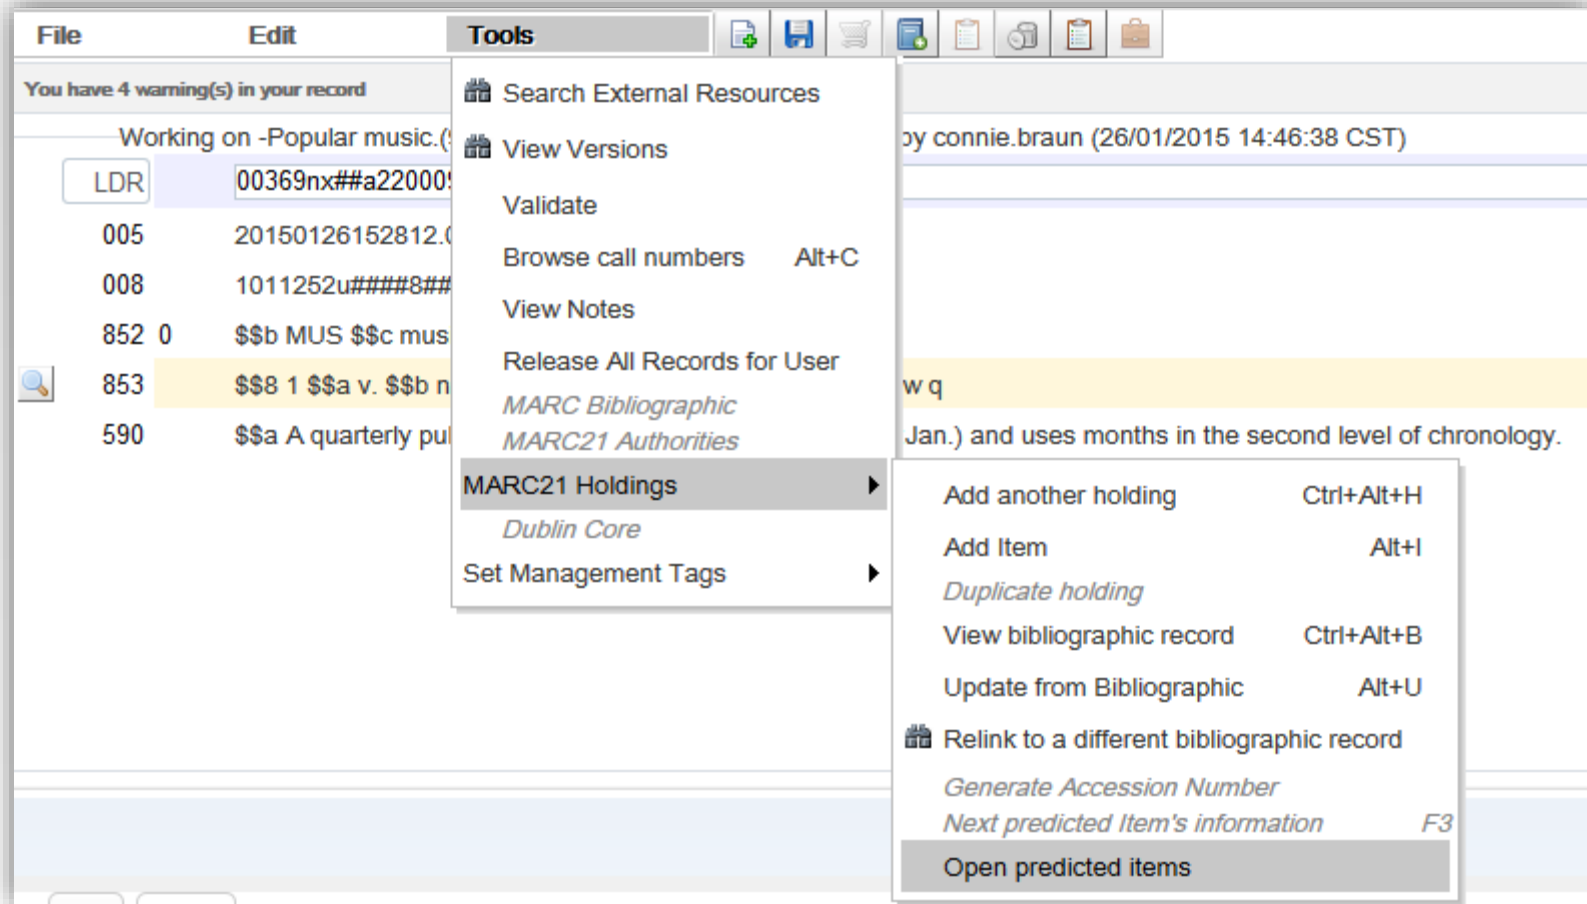 File Edit Tools
You have 4 warning(s) in your record
Search External Resources
View Versions
Validate
Browse call numbers Alt+C
View Notes
Release All Records for User
MARC Bibliographic
MARC21 Authorities
MARC21 Holdings
Dublin Core
Set Management Tags
Working on -Popular music.( by connie.braun (26/01/2015 14:46:38 CST)
LDR 00369nx##a22000
005 20150126152812.
008 1011252u####8##
852 0 $$b MUS $$c mus
853 $$8 1 $$a v. $$b n w q
590 $$a A quarterly pu Jan.) and uses months in the second level of chronology.
Add another holding Ctrl+Alt+H
Add Item Alt+I
Duplicate holding
View bibliographic record Ctrl+Alt+B
Update from Bibliographic Alt+U
Relink to a different bibliographic record
Generate Accession Number
Next predicted Item's information F3
Open predicted items